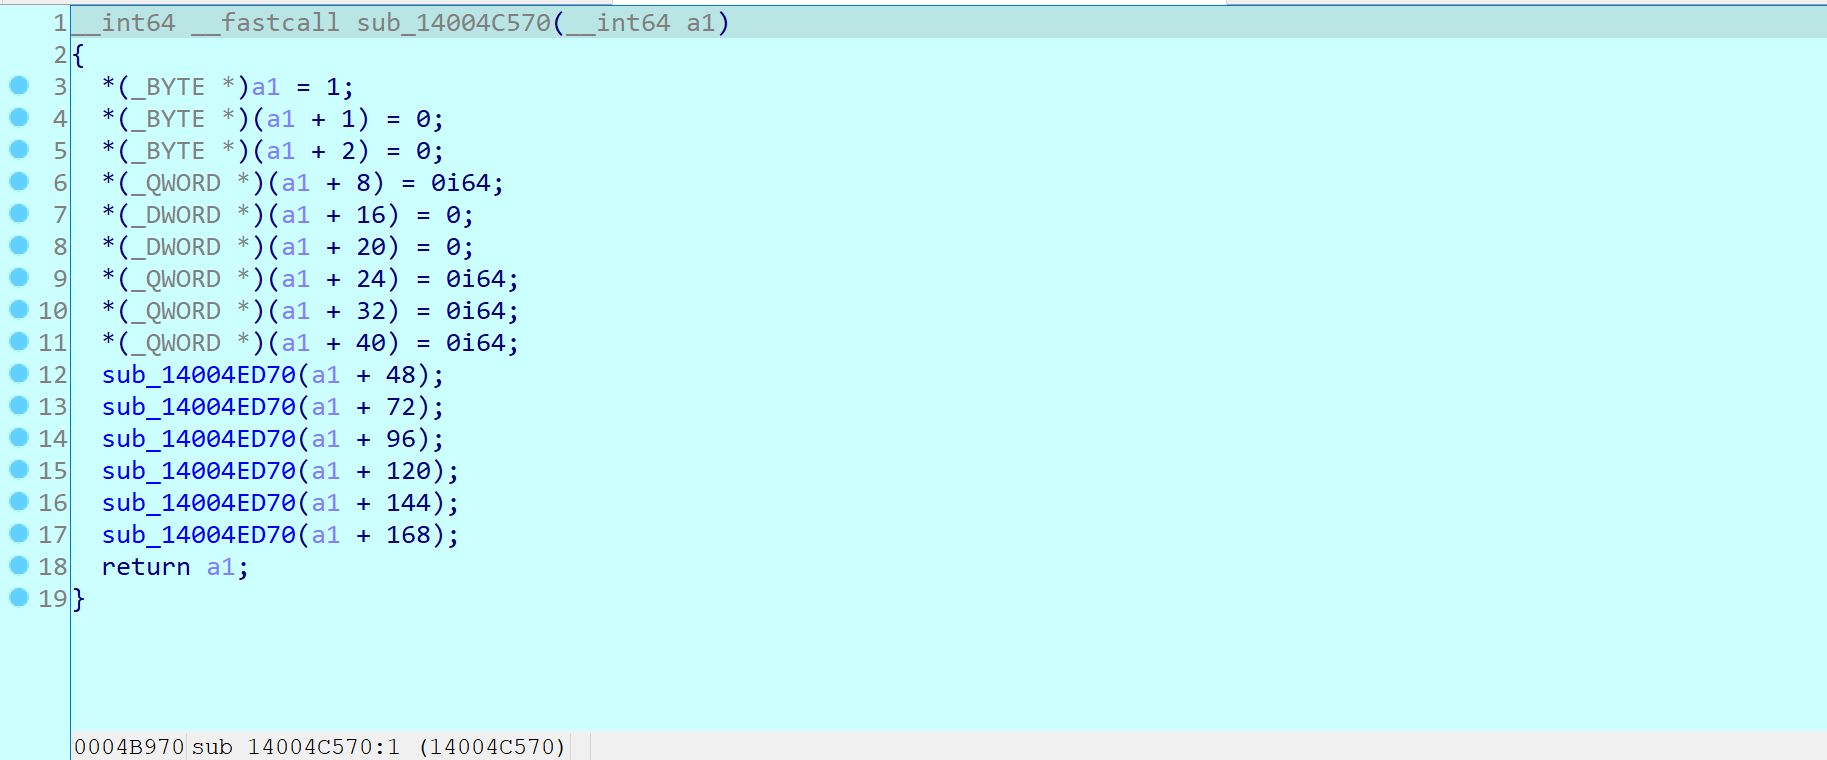 1 __int64 __fastcall sub_14004C570(__int64 a1)
2 {
3   *(_BYTE *)a1 = 1;
4   *(_BYTE *)(a1 + 1) = 0;
5   *(_BYTE *)(a1 + 2) = 0;
6   *(_QWORD *)(a1 + 8) = 0i64;
7   *(_DWORD *)(a1 + 16) = 0;
8   *(_DWORD *)(a1 + 20) = 0;
9   *(_QWORD *)(a1 + 24) = 0i64;
10   *(_QWORD *)(a1 + 32) = 0i64;
11   *(_QWORD *)(a1 + 40) = 0i64;
12   sub_14004ED70(a1 + 48);
13   sub_14004ED70(a1 + 72);
14   sub_14004ED70(a1 + 96);
15   sub_14004ED70(a1 + 120);
16   sub_14004ED70(a1 + 144);
17   sub_14004ED70(a1 + 168);
18   return a1;
19 }
0004B970 sub_14004C570:1 (14004C570)